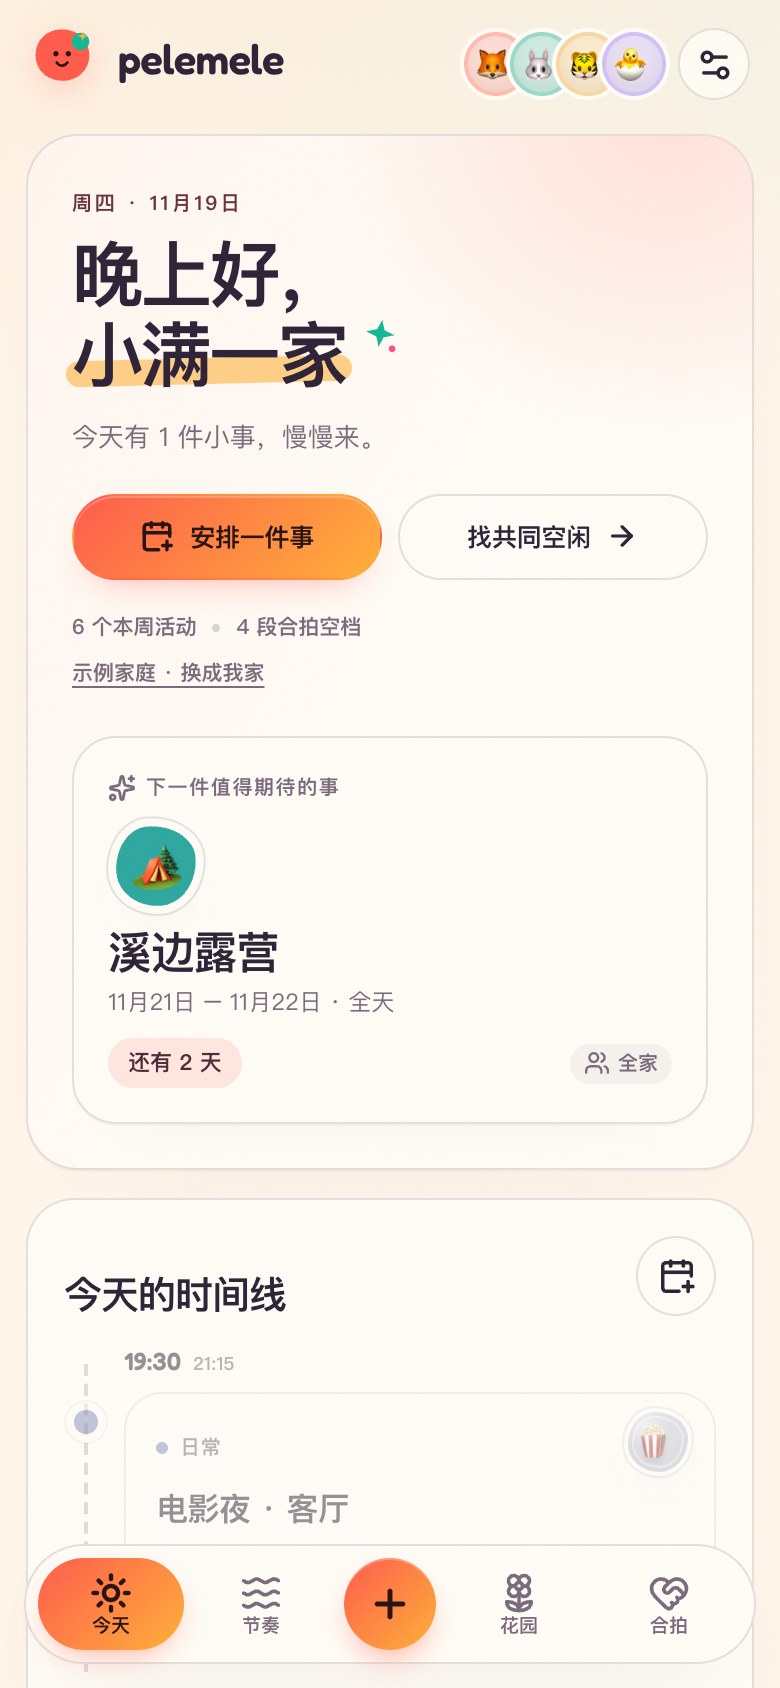 pelemele
周四 · 11月19日
晚上好，
小满一家
今天有 1 件小事，慢慢来。
安排一件事
找共同空闲
6 个本周活动
4 段合拍空档
示例家庭 · 换成我家
下一件值得期待的事
溪边露营
11月21日 — 11月22日 · 全天
还有 2 天
全家
今天的时间线
19:30 21:15
日常
电影夜 · 客厅
今天
节奏
花园
合拍